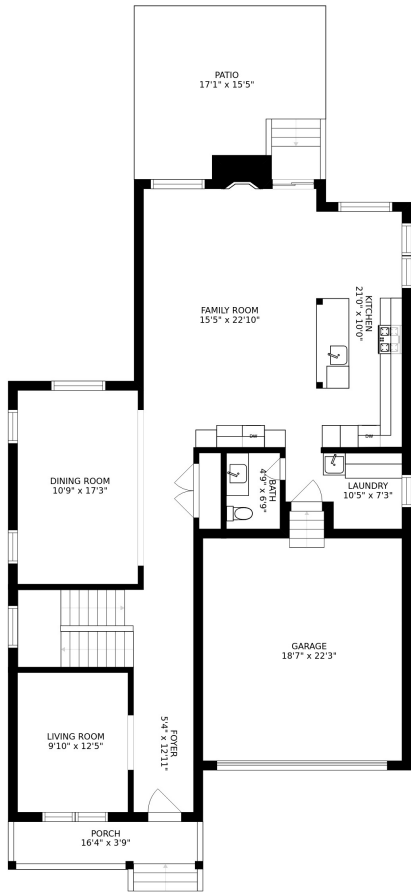 PATIO
17'1" x 15'5"
FAMILY ROOM
15'5" x 22'10"
KITCHEN
21'0" x 10'0"
DW
DW
DINING ROOM
10'9" x 17'3"
BATH
4'9" x 6'9"
LAUNDRY
10'5" x 7'3"
GARAGE
18'7" x 22'3"
LIVING ROOM
9'10" x 12'5"
FOYER
5'4" x 12'11"
PORCH
16'4" x 3'9"